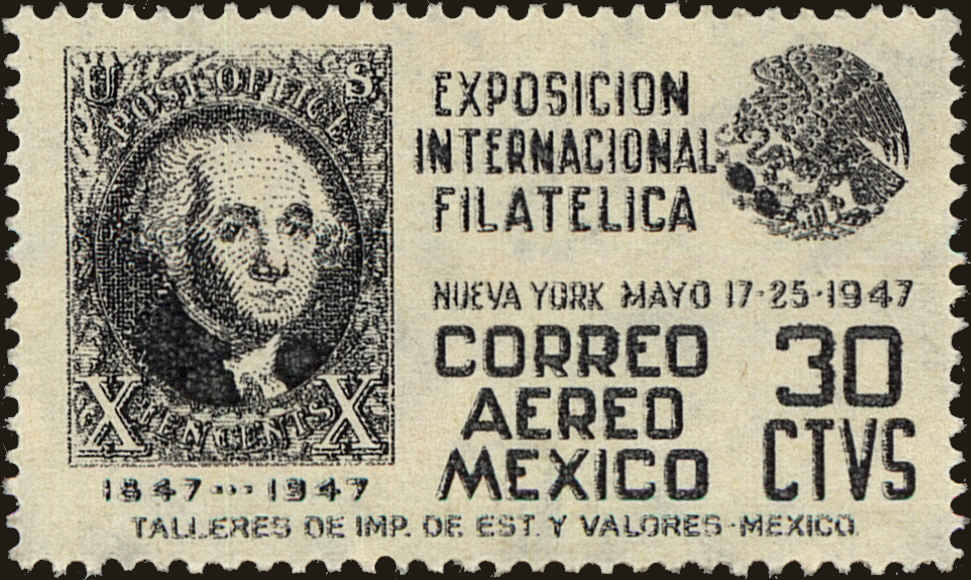 U S
POST OFFICE
X X
TEN CENTS
1847···1947
EXPOSICION
INTERNACIONAL
FILATELICA
NUEVA YORK MAYO 17-25-1947
CORREO
AEREO
MEXICO
30
CTVS
TALLERES DE IMP. DE EST. Y VALORES-MEXICO.